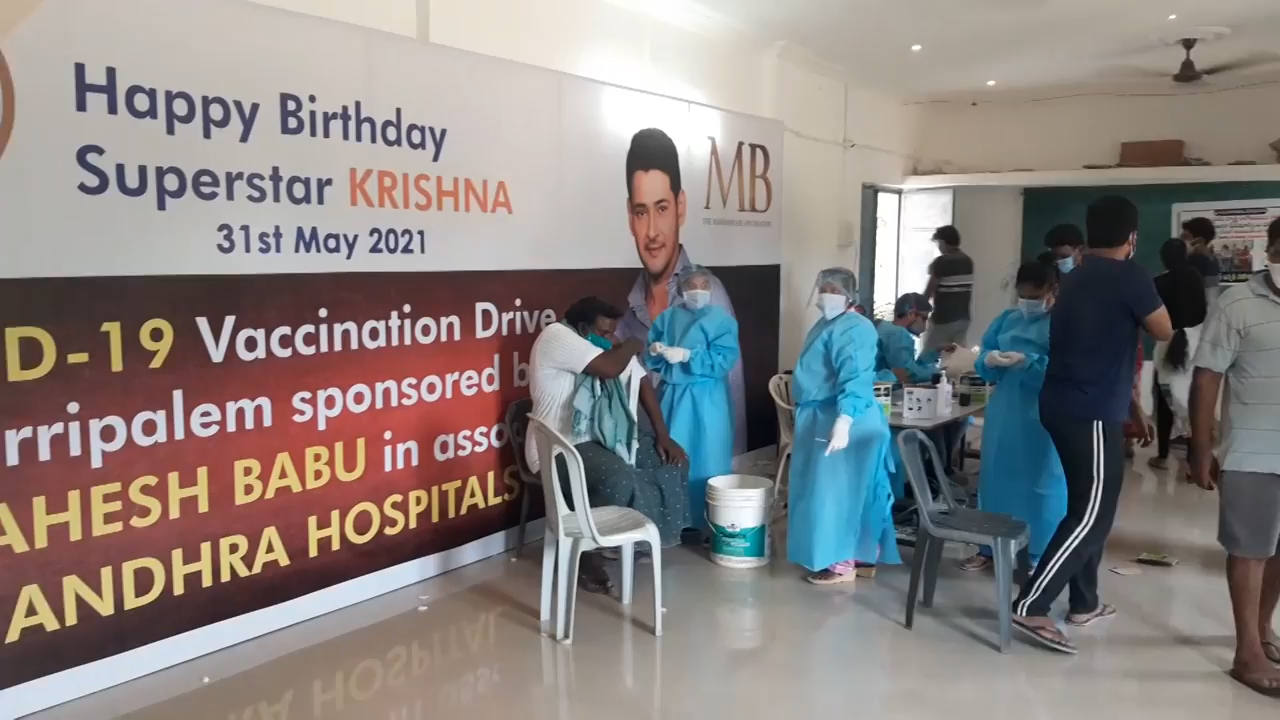 Happy Birthday
Superstar KRISHNA
31st May 2021
MB
D-19 Vaccination Drive
rripalem sponsored b
AHESH BABU in asso
ANDHRA HOSPITALS